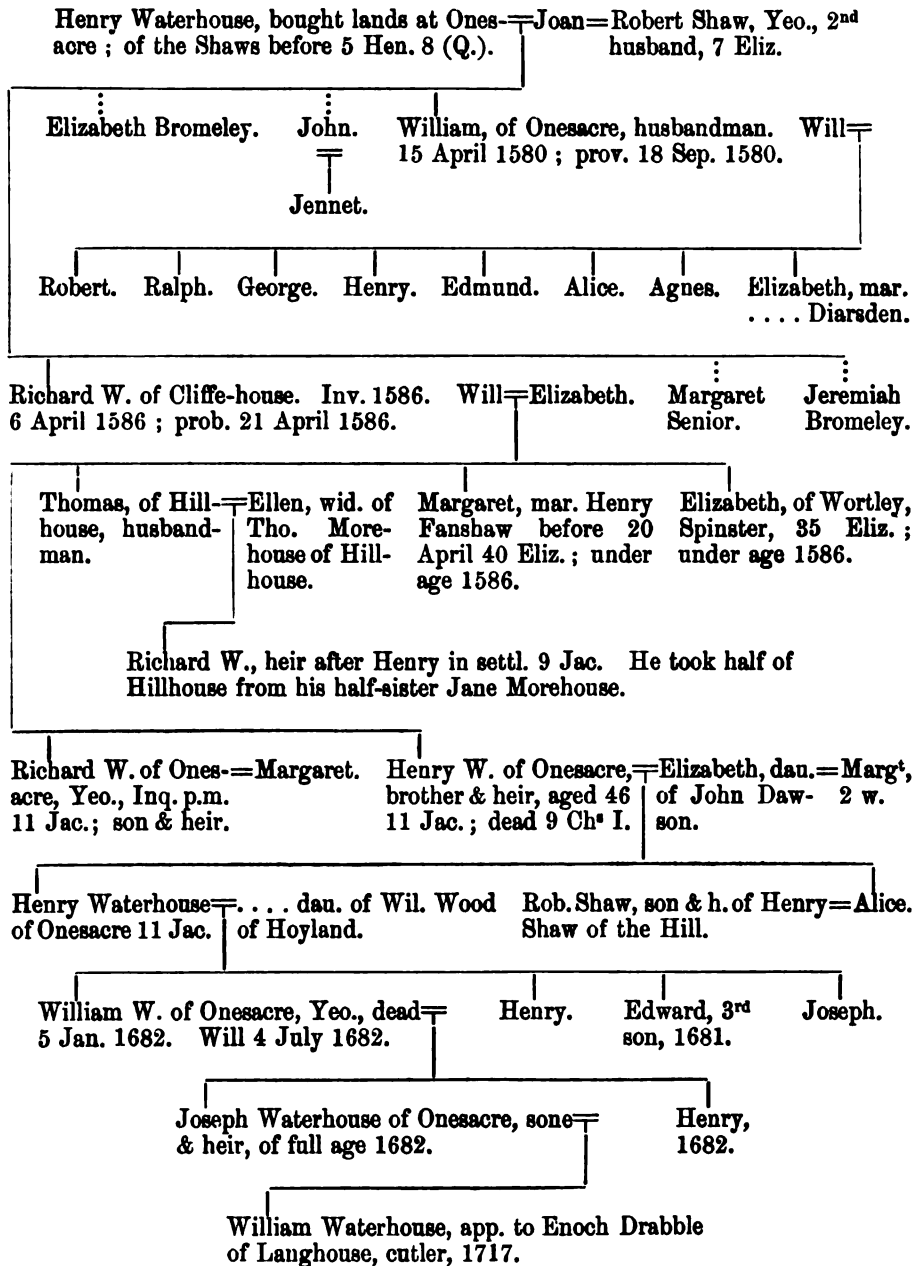 Henry Waterhouse, bought lands at Ones-=Joan=Robert Shaw, Yeo., 2nd
acre ; of the Shaws before 5 Hen. 8 (Q.). husband, 7 Eliz.
Elizabeth Bromeley. John. William, of Onesacre, husbandman. Will=
15 April 1580 ; prov. 18 Sep. 1580.
Jennet.
Robert. Ralph. George. Henry. Edmund. Alice. Agnes. Elizabeth, mar.
. . . . Diarsden.
Richard W. of Cliffe-house. Inv. 1586. Will=Elizabeth. Margaret Jeremiah
6 April 1586 ; prob. 21 April 1586. Senior. Bromeley.
Thomas, of Hill-=Ellen, wid. of Margaret, mar. Henry Elizabeth, of Wortley,
house, husband- Tho. More- Fanshaw before 20 Spinster, 35 Eliz. ;
man. house of Hill- April 40 Eliz. ; under under age 1586.
house. age 1586.
Richard W., heir after Henry in settl. 9 Jac. He took half of
Hillhouse from his half-sister Jane Morehouse.
Richard W. of Ones-=Margaret. Henry W. of Onesacre,=Elizabeth, dau.=Margt,
acre, Yeo., Inq. p.m. brother & heir, aged 46 of John Daw- 2 w.
11 Jac. ; son & heir. 11 Jac. ; dead 9 Chs I. son.
Henry Waterhouse=. . . . dau. of Wil. Wood Rob. Shaw, son & h. of Henry=Alice.
of Onesacre 11 Jac. of Hoyland. Shaw of the Hill.
William W. of Onesacre, Yeo., dead= Henry. Edward, 3rd Joseph.
5 Jan. 1682. Will 4 July 1682. son, 1681.
Joseph Waterhouse of Onesacre, sone= Henry,
& heir, of full age 1682. 1682.
William Waterhouse, app. to Enoch Drabble
of Langhouse, cutler, 1717.